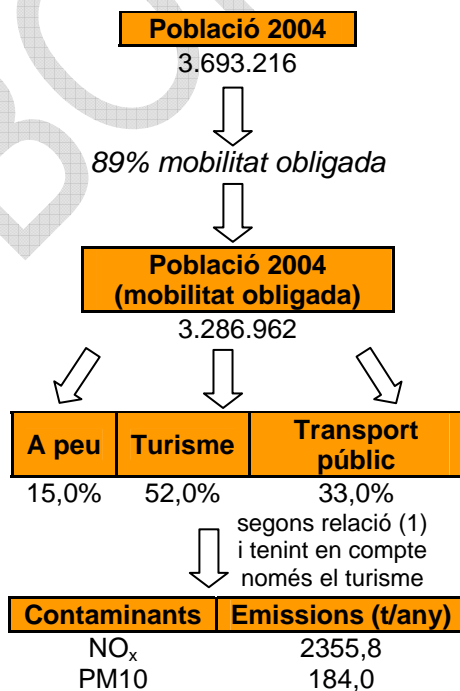 Població 2004
3.693.216
89% mobilitat obligada
Població 2004
(mobilitat obligada)
3.286.962
A peu Turisme Transport públic
15,0% 52,0% 33,0%
segons relació (1)
i tenint en compte
només el turisme
Contaminants Emissions (t/any)
NOx 2355,8
PM10 184,0